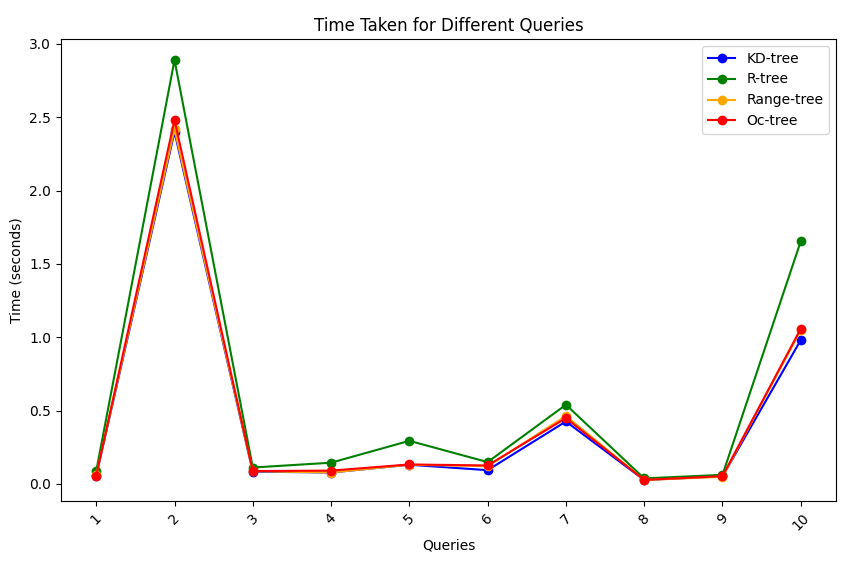 Time Taken for Different Queries
KD-tree
R-tree
Range-tree
Oc-tree
Time (seconds)
3.0
2.5
2.0
1.5
1.0
0.5
0.0
1 2 3 4 5 6 7 8 9 10
Queries